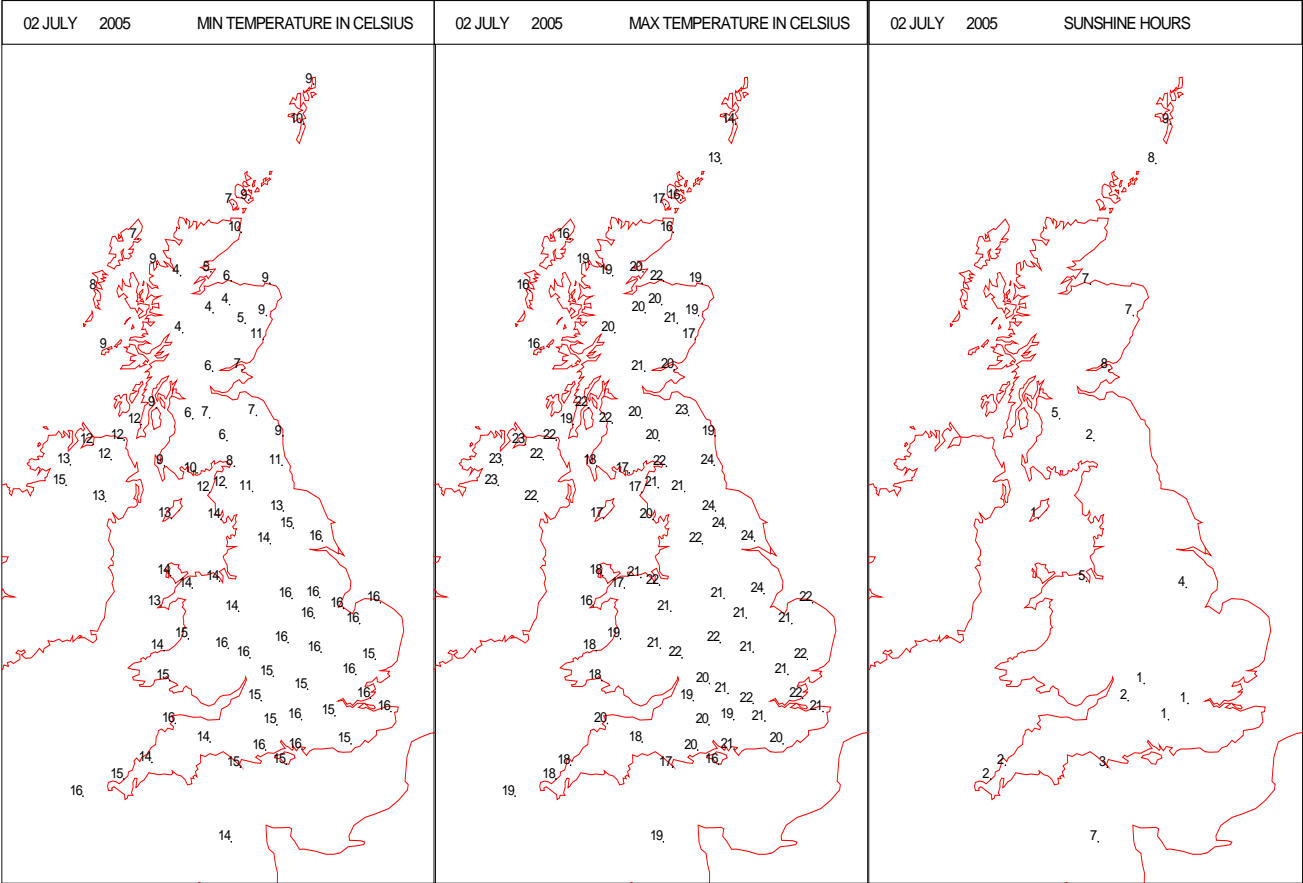 02 JULY 2005 MIN TEMPERATURE IN CELSIUS
9
10
7 9
10
7
9 4 5 6 9
8
4 4 5 9
4 11
9
6 7
9
12 6 7 7
12 12 6 9
13 12 9 10 8 11
15 12 12 11
13 13 14 13
15
14 16
14 14 14
13 14 16 16 16 16
16 16
15 14 16 16 16 16
15 16 15 16 15
15 16 16
16 15 16 15
14 16 16 15
14 15 15
15
16
14
02 JULY 2005 MAX TEMPERATURE IN CELSIUS
14
13
17 16
16
16
19 19 20 22 19
16
20 20 21 19
20 17
16
21 20
22
19 22 20 23
23 22 20 19
23 22 18 17 22 24
23 17 21 21
22 17 20 24
24
22 24
18 21 22
17
16 21 21 24 22
21 21
19 18 21 22 21 21 22
18 20 21 22 21
19 22 22 21
20 20 19 21
18 20 21 20
18 17 16
18
19
19
02 JULY 2005 SUNSHINE HOURS
9
8
7
7
8
5
2
1
5 4
1
1 1
1
2 3
2
7